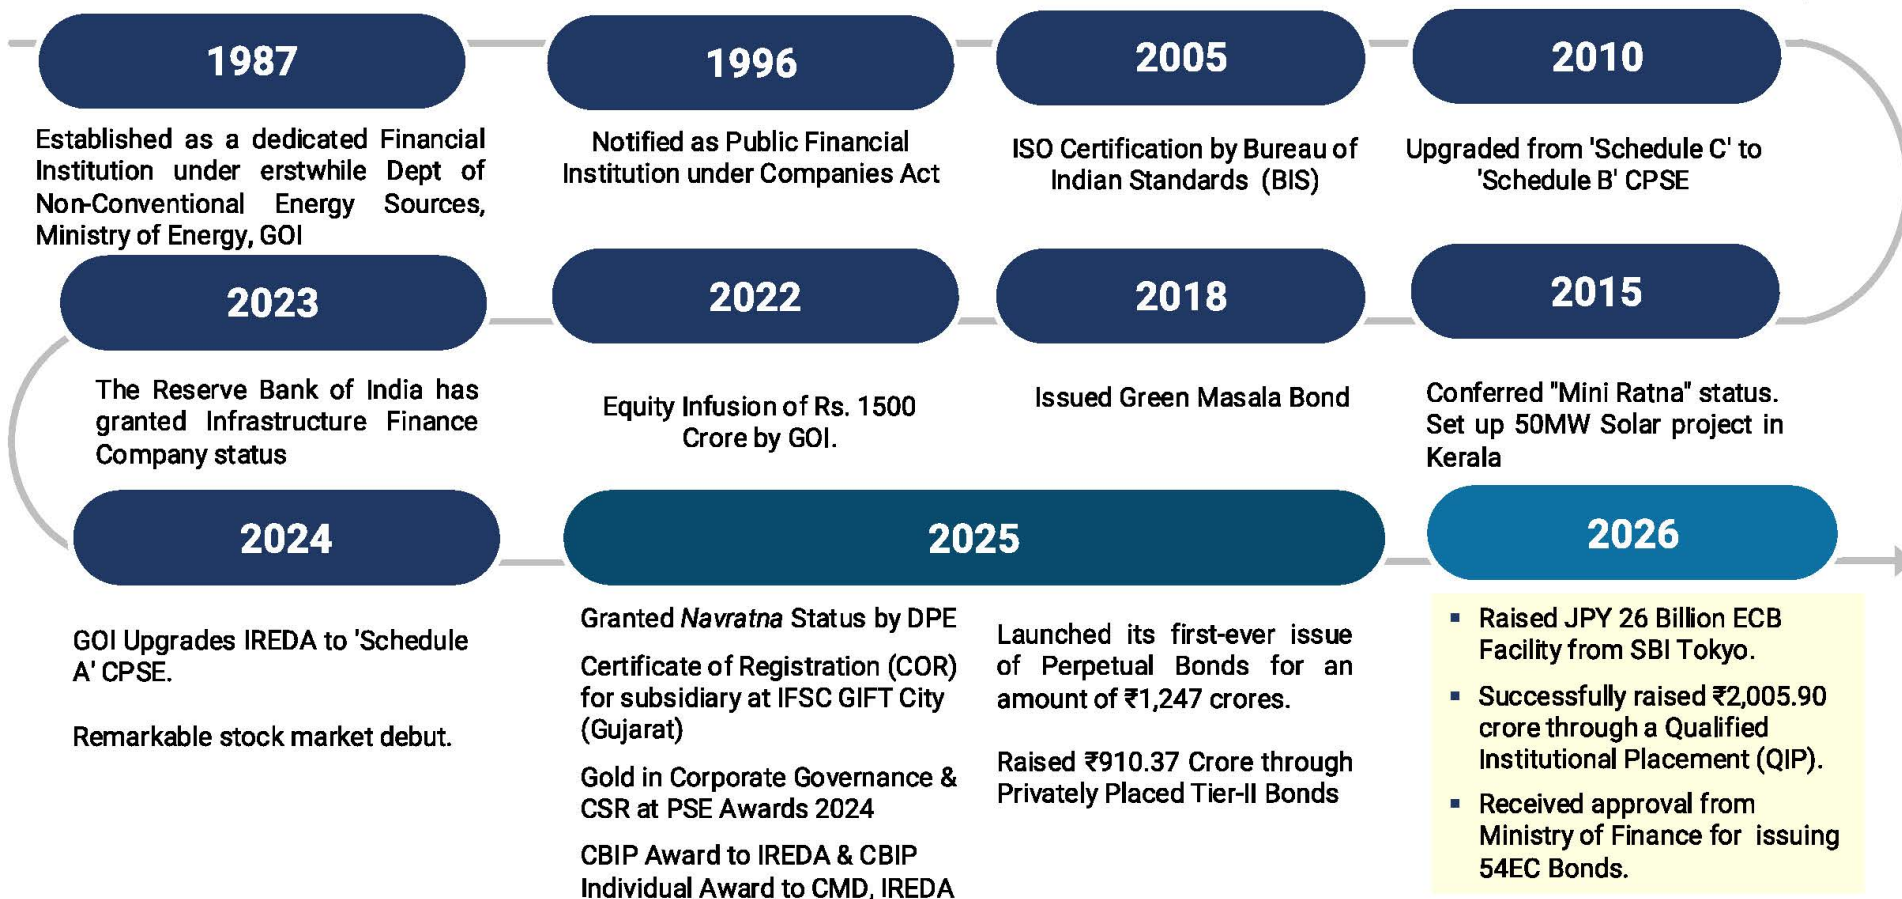 1987
Established as a dedicated Financial
Institution under erstwhile Dept of
Non-Conventional Energy Sources,
Ministry of Energy, GOI
1996
Notified as Public Financial
Institution under Companies Act
2005
ISO Certification by Bureau of
Indian Standards (BIS)
2010
Upgraded from 'Schedule C' to
'Schedule B' CPSE
2015
Conferred "Mini Ratna" status.
Set up 50MW Solar project in
Kerala
2018
Issued Green Masala Bond
2022
Equity Infusion of Rs. 1500
Crore by GOI.
2023
The Reserve Bank of India has
granted Infrastructure Finance
Company status
2024
GOI Upgrades IREDA to 'Schedule
A' CPSE.
Remarkable stock market debut.
2025
Granted Navratna Status by DPE
Certificate of Registration (COR)
for subsidiary at IFSC GIFT City
(Gujarat)
Gold in Corporate Governance &
CSR at PSE Awards 2024
CBIP Award to IREDA & CBIP
Individual Award to CMD, IREDA
Launched its first-ever issue
of Perpetual Bonds for an
amount of ₹1,247 crores.
Raised ₹910.37 Crore through
Privately Placed Tier-II Bonds
2026
▪ Raised JPY 26 Billion ECB
Facility from SBI Tokyo.
▪ Successfully raised ₹2,005.90
crore through a Qualified
Institutional Placement (QIP).
▪ Received approval from
Ministry of Finance for issuing
54EC Bonds.